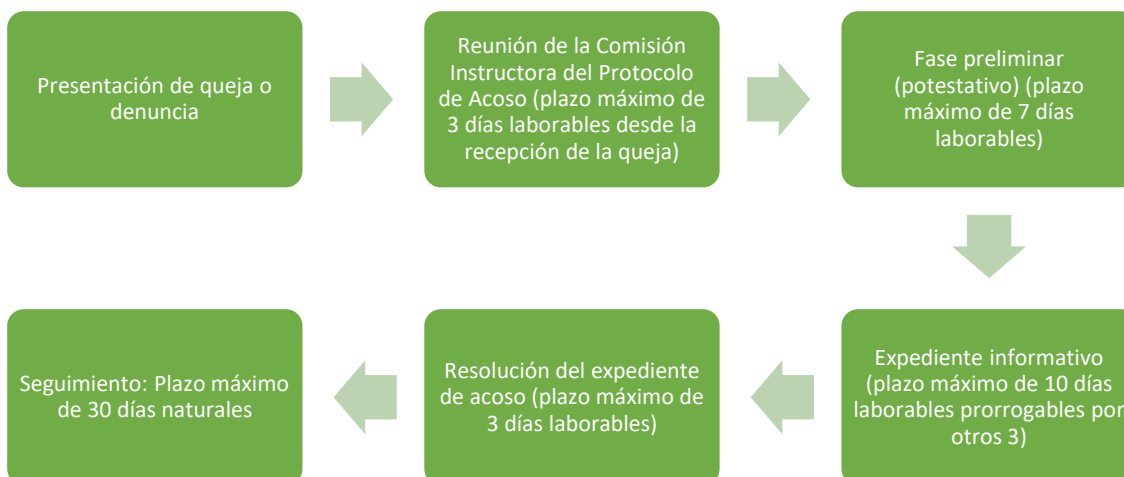 Presentación de queja o
denuncia
Reunión de la Comisión
Instructora del Protocolo
de Acoso (plazo máximo de
3 días laborables desde la
recepción de la queja)
Fase preliminar
(potestativo) (plazo
máximo de 7 días
laborables)
Expediente informativo
(plazo máximo de 10 días
laborables prorrogables por
otros 3)
Resolución del expediente
de acoso (plazo máximo de
3 días laborables)
Seguimiento: Plazo máximo
de 30 días naturales